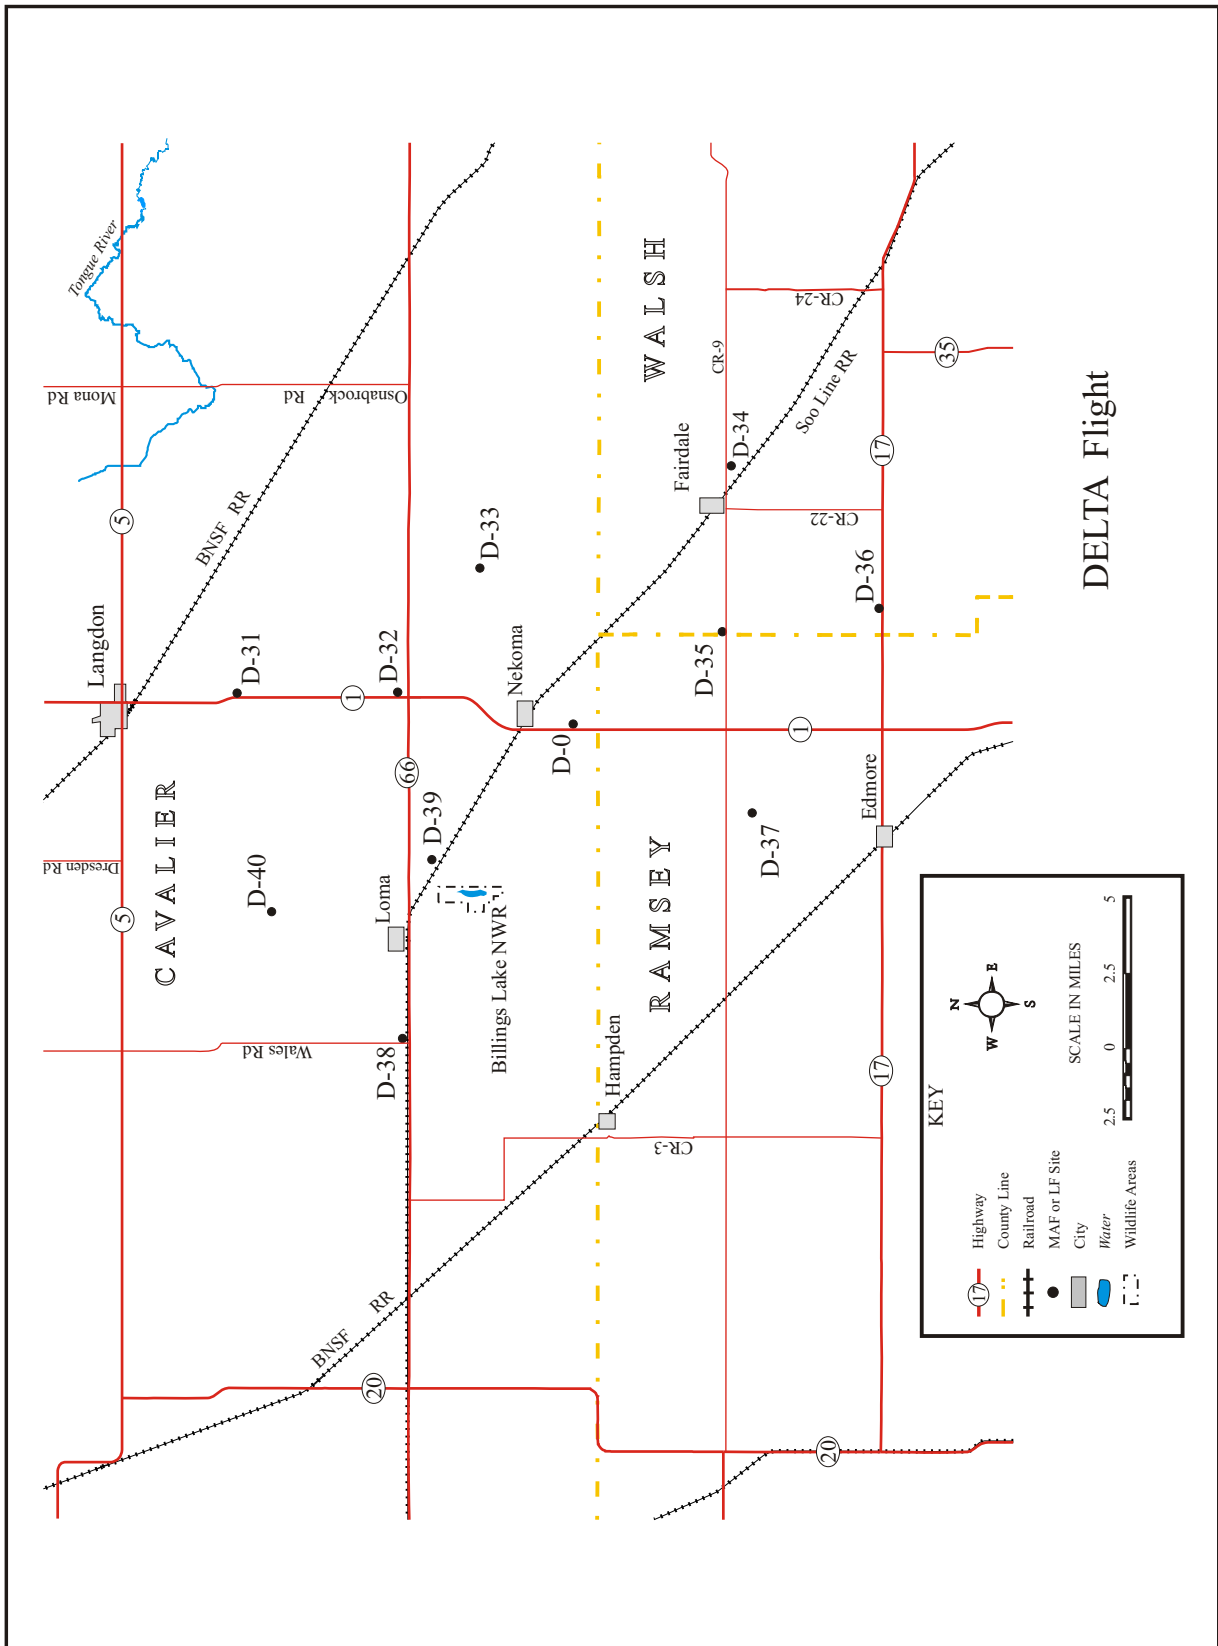 Tongue River
Mona Rd
5
Osnabrock Rd
BNSF RR
WALSH
CR-24
CR-9
35
Soo Line RR
Fairdale
D-34
17
CR-22
D-33
D-36
DELTA Flight
Langdon
D-31
D-32
1
Nekoma
D-35
D-0
1
66
CAVALIER
Dresden Rd
D-40
D-39
5
Loma
Billings Lake NWR
RAMSEY
D-37
Edmore
Wales Rd
D-38
Hampden
CR-3
17
BNSF RR
20
20
KEY
17 Highway
County Line
Railroad
MAF or LF Site
City
Water
Wildlife Areas
N
W E
S
SCALE IN MILES
2.5 0 2.5 5